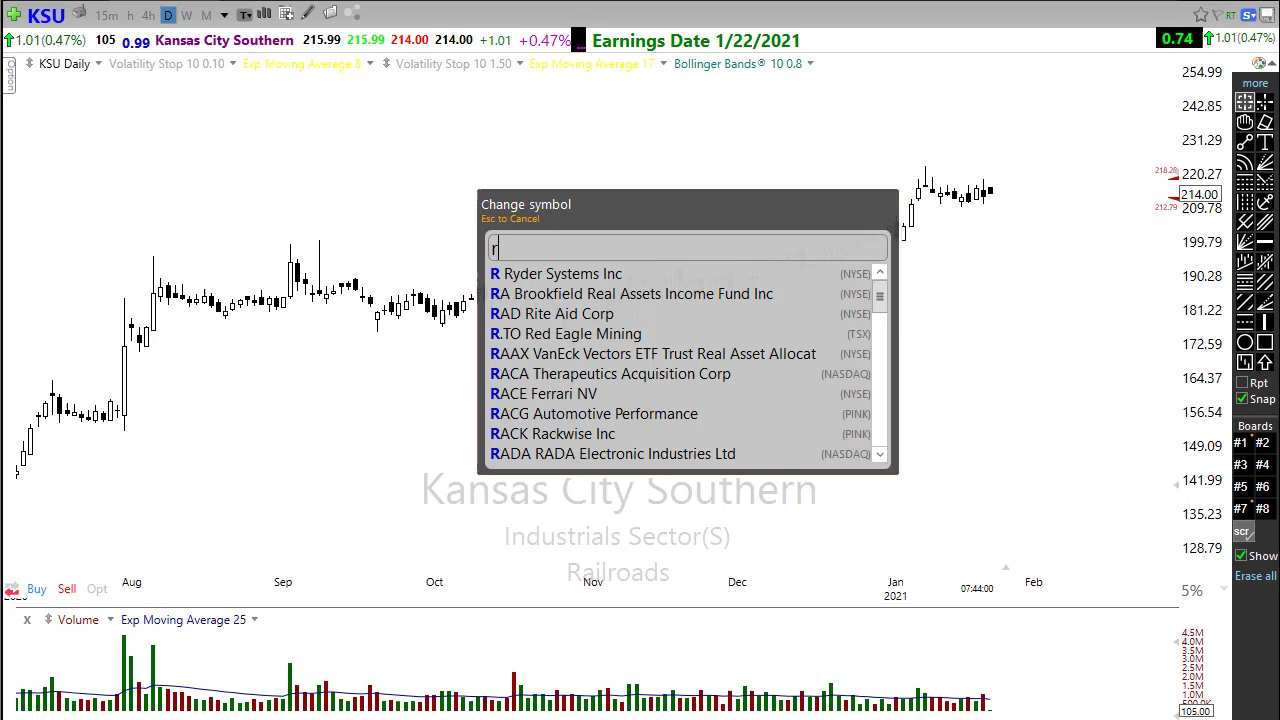 KSU 15m h 4h D W M T
RT S
1.01(0.47%) 105 0.99 Kansas City Southern 215.99 215.99 214.00 214.00 +1.01 +0.47% Earnings Date 1/22/2021 0.74 1.01(0.47%)
Option
KSU Daily Volatility Stop 10 0.10 Exp Moving Average 8 Volatility Stop 10 1.50 Exp Moving Average 17 Bollinger Bands® 10 0.8
254.99
more
242.85
231.29
218.28
220.27
214.00
212.79
209.78
199.79
190.28
181.22
172.59
164.37
156.54
149.09
141.99
135.23
128.79
Change symbol
Esc to Cancel
r
R Ryder Systems Inc (NYSE)
RA Brookfield Real Assets Income Fund Inc (NYSE)
RAD Rite Aid Corp (NYSE)
R.TO Red Eagle Mining (TSX)
RAAX VanEck Vectors ETF Trust Real Asset Allocat (NYSE)
RACA Therapeutics Acquisition Corp (NASDAQ)
RACE Ferrari NV (NYSE)
RACG Automotive Performance (PINK)
RACK Rackwise Inc (PINK)
RADA RADA Electronic Industries Ltd (NASDAQ)
Kansas City Southern
Industrials Sector(S)
Railroads
Rpt
Snap
Boards
#1 #2
#3 #4
#5 #6
#7 #8
scr
Show
Erase all
Buy Sell Opt
Aug Sep Oct Nov Dec Jan Feb
2021 07:44:00
5%
X Volume Exp Moving Average 25
4.5M
4.0M
3.5M
3.0M
2.5M
2.0M
1.5M
1.0M
105.00